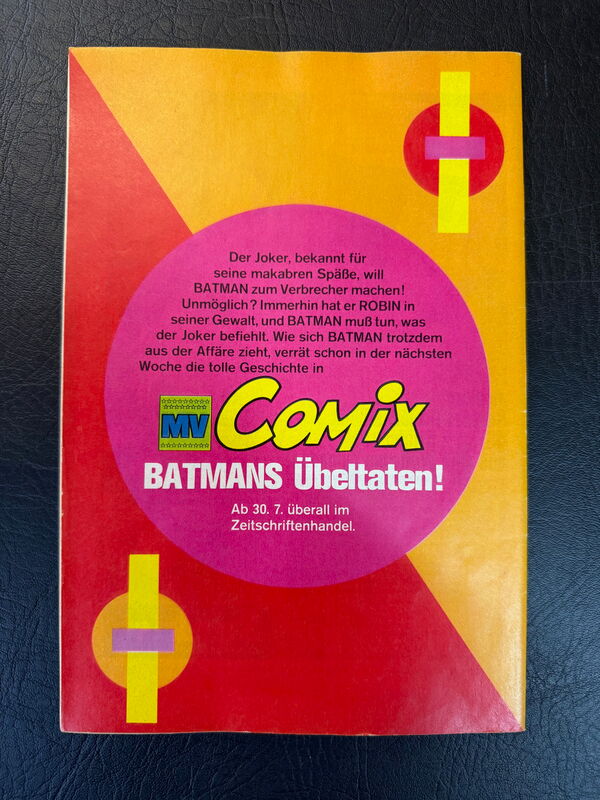 Der Joker, bekannt für
seine makabren Späße, will
BATMAN zum Verbrecher machen!
Unmöglich? Immerhin hat er ROBIN in
seiner Gewalt, und BATMAN muß tun, was
der Joker befiehlt. Wie sich BATMAN trotzdem
aus der Affäre zieht, verrät schon in der nächsten
Woche die tolle Geschichte in
MV Comix
BATMANS Übeltaten!
Ab 30. 7. überall im
Zeitschriftenhandel.